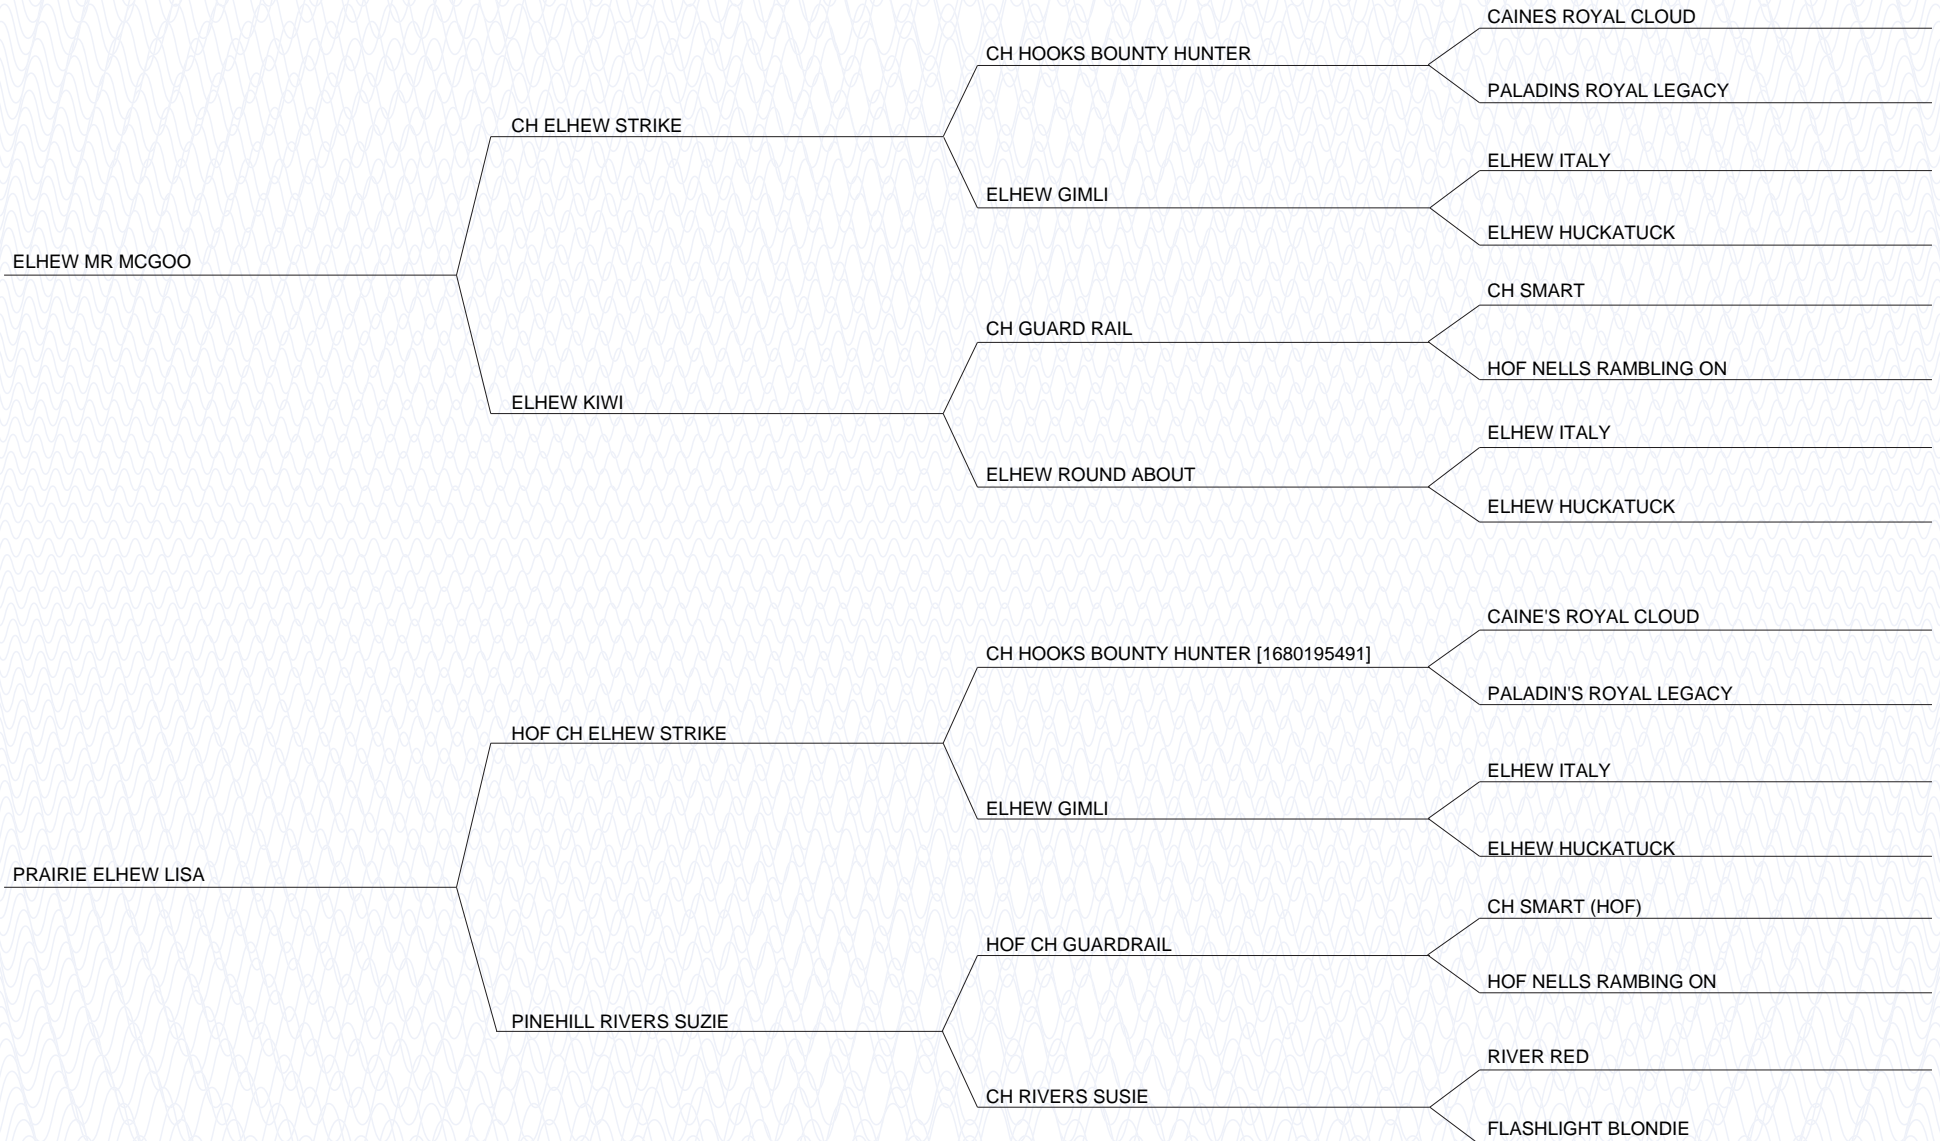 CAINES ROYAL CLOUD
CH HOOKS BOUNTY HUNTER
PALADINS ROYAL LEGACY
CH ELHEW STRIKE
ELHEW ITALY
ELHEW GIMLI
ELHEW HUCKATUCK
ELHEW MR MCGOO
CH SMART
CH GUARD RAIL
HOF NELLS RAMBLING ON
ELHEW KIWI
ELHEW ITALY
ELHEW ROUND ABOUT
ELHEW HUCKATUCK
CAINE'S ROYAL CLOUD
CH HOOKS BOUNTY HUNTER [1680195491]
PALADIN'S ROYAL LEGACY
HOF CH ELHEW STRIKE
ELHEW ITALY
ELHEW GIMLI
ELHEW HUCKATUCK
PRAIRIE ELHEW LISA
CH SMART (HOF)
HOF CH GUARDRAIL
HOF NELLS RAMBING ON
PINEHILL RIVERS SUZIE
RIVER RED
CH RIVERS SUSIE
FLASHLIGHT BLONDIE